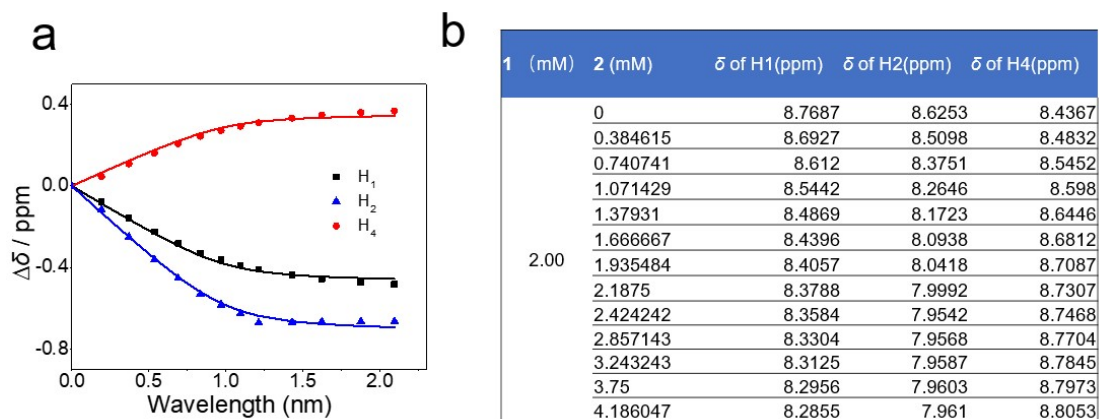 a
0.4
0.0
-0.4
-0.8
Δδ / ppm
H1
H2
H4
0.0 0.5 1.0 1.5 2.0
Wavelength (nm)
b
1 (mM) 2 (mM) δ of H1(ppm) δ of H2(ppm) δ of H4(ppm)
0 8.7687 8.6253 8.4367
0.384615 8.6927 8.5098 8.4832
0.740741 8.612 8.3751 8.5452
1.071429 8.5442 8.2646 8.598
1.37931 8.4869 8.1723 8.6446
1.666667 8.4396 8.0938 8.6812
2.00
1.935484 8.4057 8.0418 8.7087
2.1875 8.3788 7.9992 8.7307
2.424242 8.3584 7.9542 8.7468
2.857143 8.3304 7.9568 8.7704
3.243243 8.3125 7.9587 8.7845
3.75 8.2956 7.9603 8.7973
4.186047 8.2855 7.961 8.8053